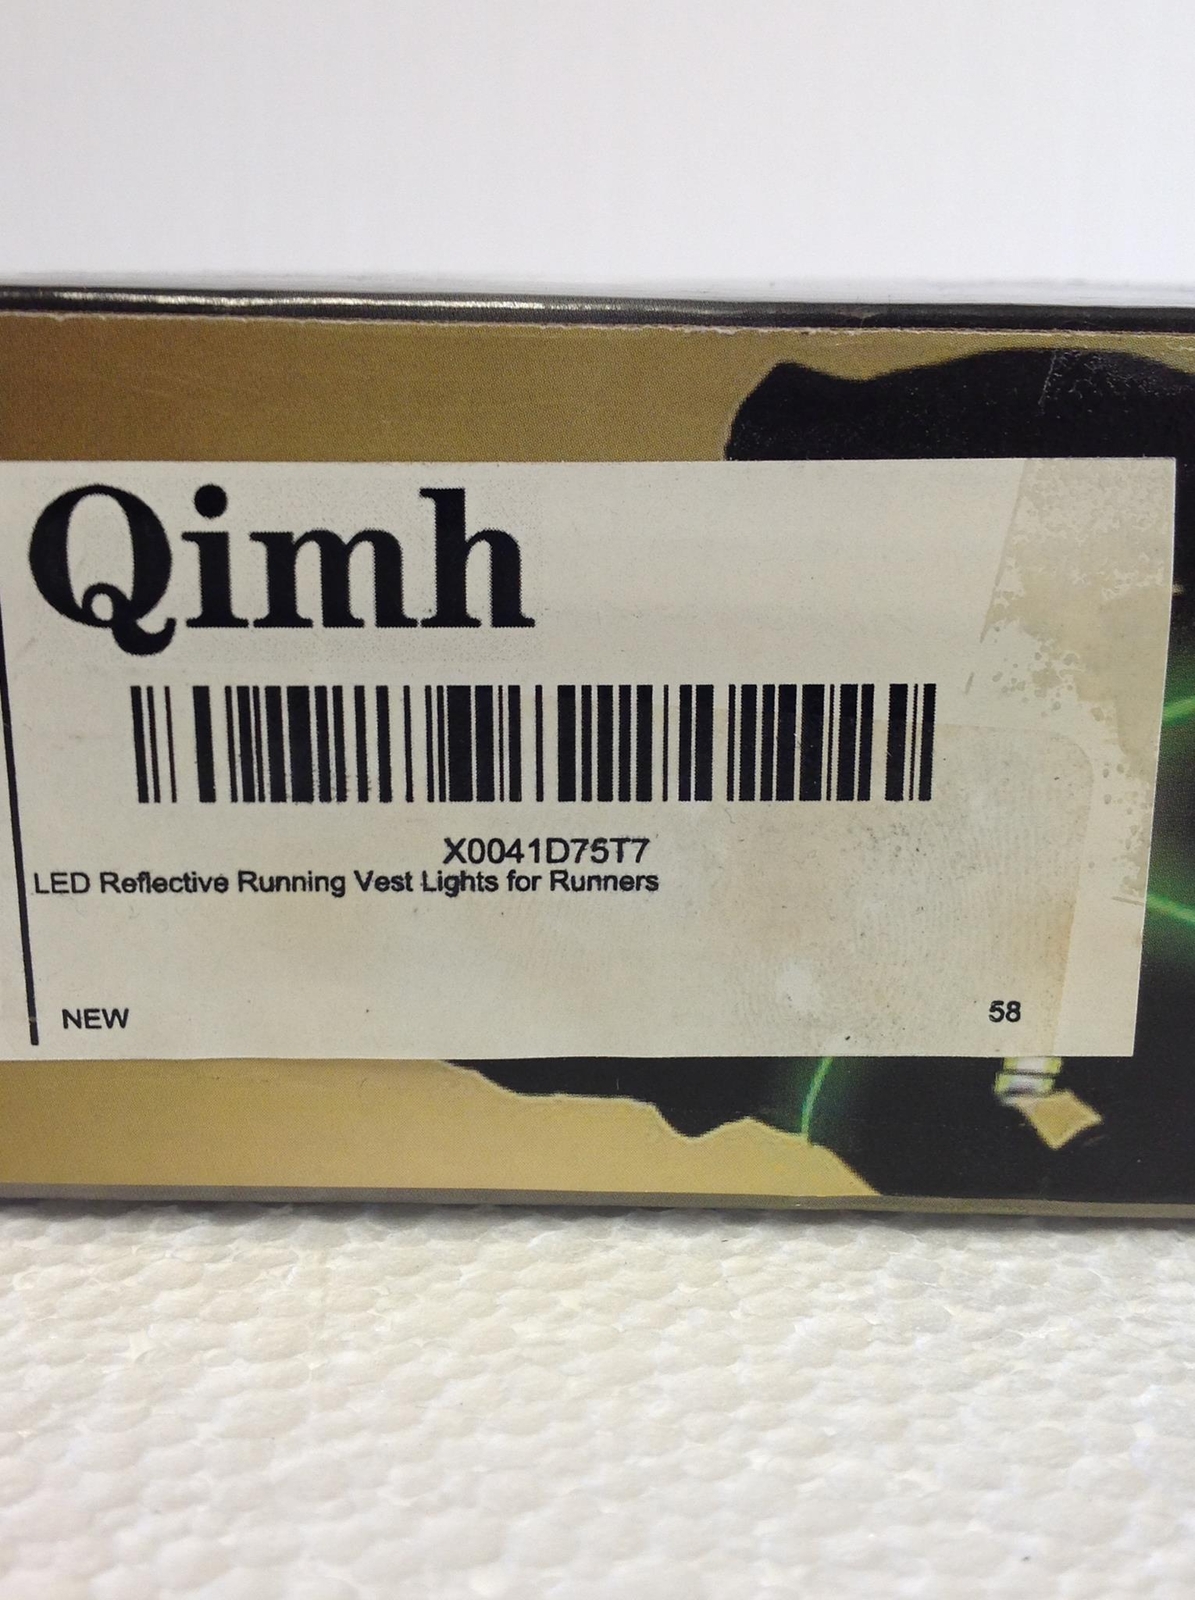 Qimh
X0041D75T7
LED Reflective Running Vest Lights for Runners
NEW
58